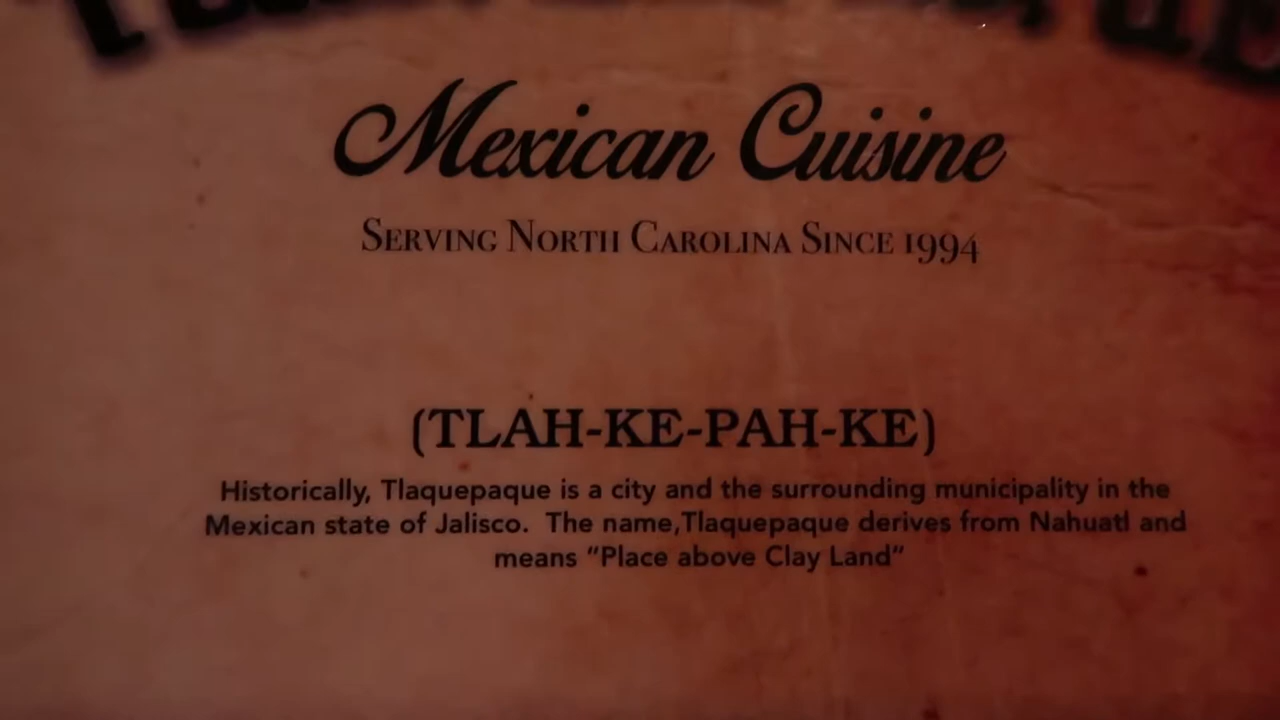 Mexican Cuisine
Serving North Carolina Since 1994
(TLAH-KE-PAH-KE)
Historically, Tlaquepaque is a city and the surrounding municipality in the
Mexican state of Jalisco. The name,Tlaquepaque derives from Nahuatl and
means “Place above Clay Land”